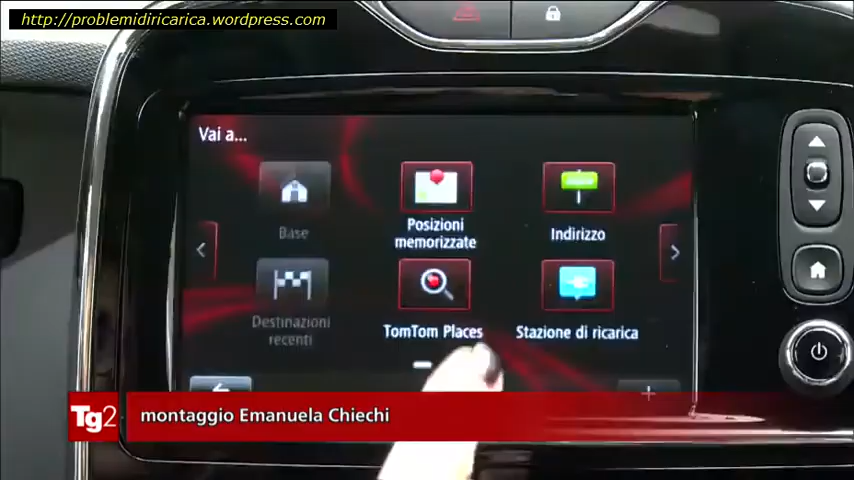 http://problemidiricarica.wordpress.com
Vai a...
Base
Posizioni
memorizzate
Indirizzo
Destinazioni
recenti
TomTom Places
Stazione di ricarica
Tg2
montaggio Emanuela Chiechi